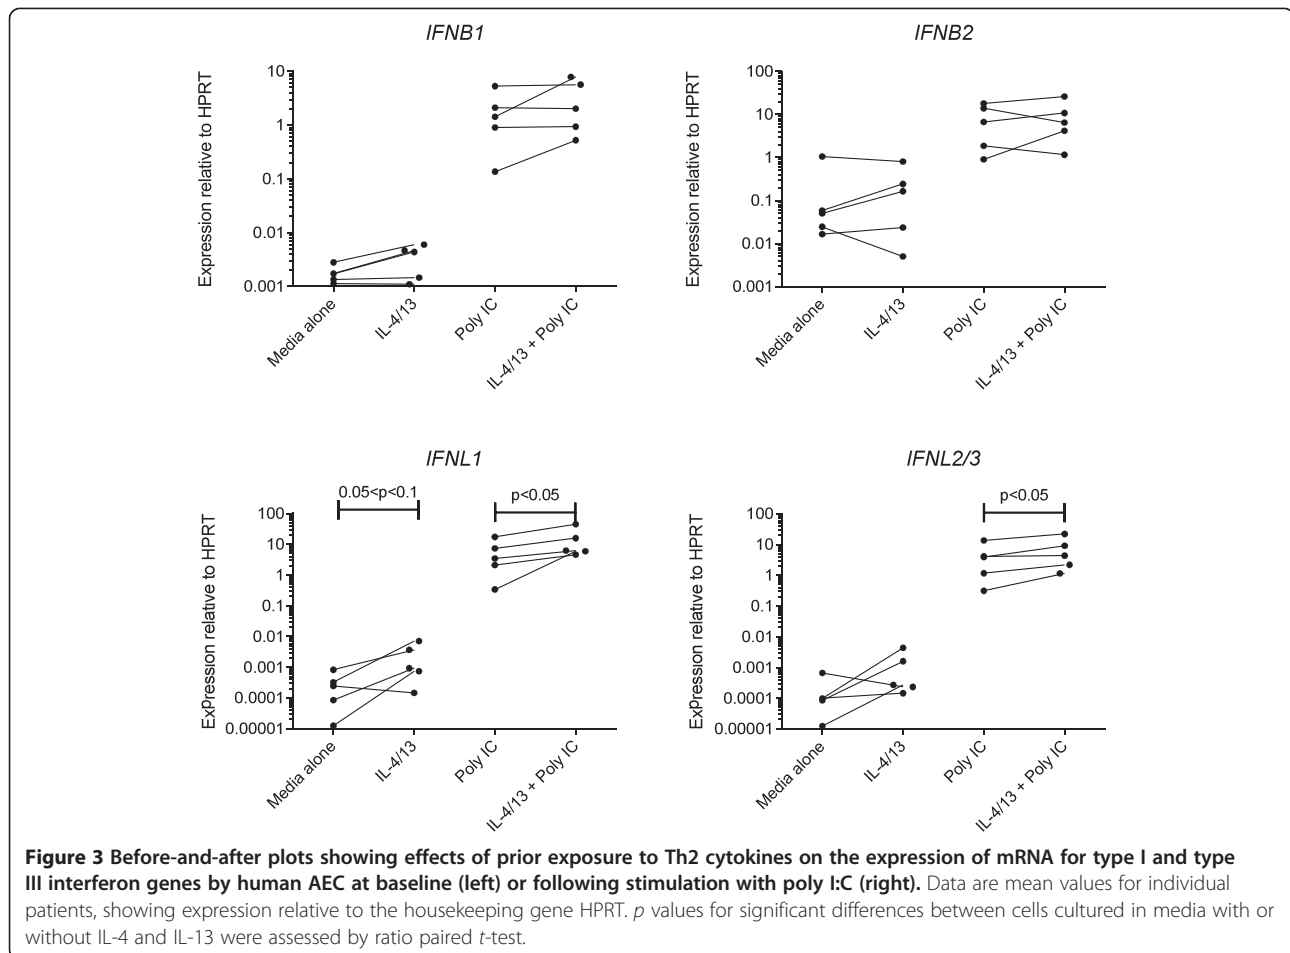 IFNB1
Expression relative to HPRT
10
1
0.1
0.01
0.001
Media alone
IL-4/13
Poly IC
IL-4/13 + Poly IC
IFNB2
Expression relative to HPRT
100
10
1
0.1
0.01
0.001
Media alone
IL-4/13
Poly IC
IL-4/13 + Poly IC
IFNL1
0.05<p<0.1
p<0.05
ExPression relative to HPRT
100
10
1
0.1
0.01
0.001
0.0001
0.00001
Media alone
IL-4/13
Poly IC
IL-4/13 + Poly IC
IFNL2/3
p<0.05
ExPression relative to HPRT
100
10
1
0.1
0.01
0.001
0.0001
0.00001
Media alone
IL-4/13
Poly IC
IL-4/13 + Poly IC
Figure 3 Before-and-after plots showing effects of prior exposure to Th2 cytokines on the expression of mRNA for type I and type
III interferon genes by human AEC at baseline (left) or following stimulation with poly I:C (right). Data are mean values for individual
patients, showing expression relative to the housekeeping gene HPRT. p values for significant differences between cells cultured in media with or
without IL-4 and IL-13 were assessed by ratio paired t-test.